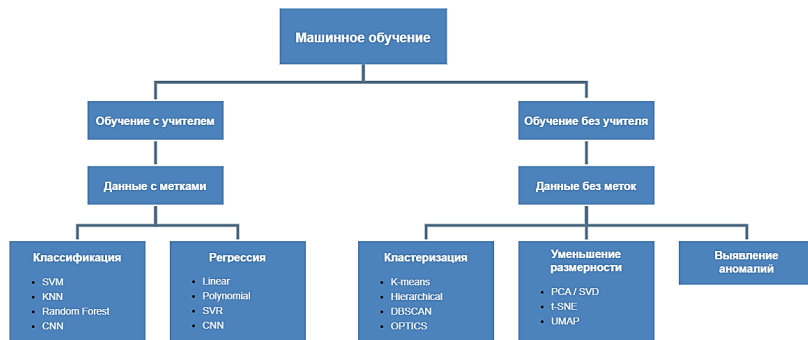 Машинное обучение
Обучение с учителем
Обучение без учителя
Данные с метками
Данные без меток
Классификация
SVM
KNN
Random Forest
CNN
Регрессия
Linear
Polynomial
SVR
CNN
Кластеризация
K-means
Hierarchical
DBSCAN
OPTICS
Уменьшение
размерности
PCA / SVD
t-SNE
UMAP
Выявление
аномалий